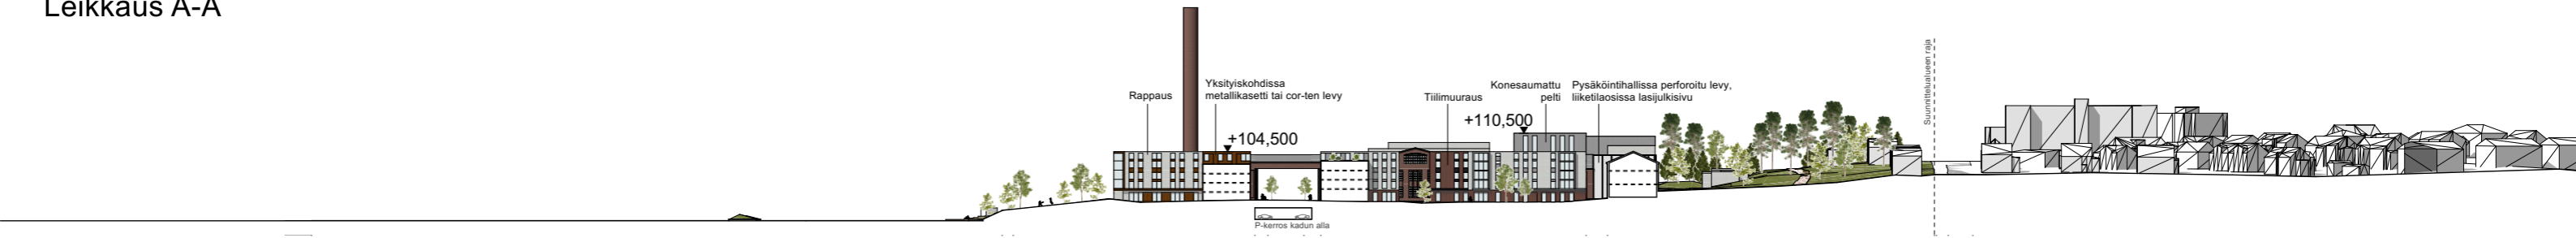 Leikkaus A-A
Rappaus
Yksityiskohdissa
metallikasetti tai cor-ten levy
+104,500
Tiilimuuraus
Konesaumattu
pelti
+110,500
Pysäköintihallissa perforoitu levy,
liiketilaosissa lasijulkisivu
Suunnittelualueen raja
P-kerros kadun alla